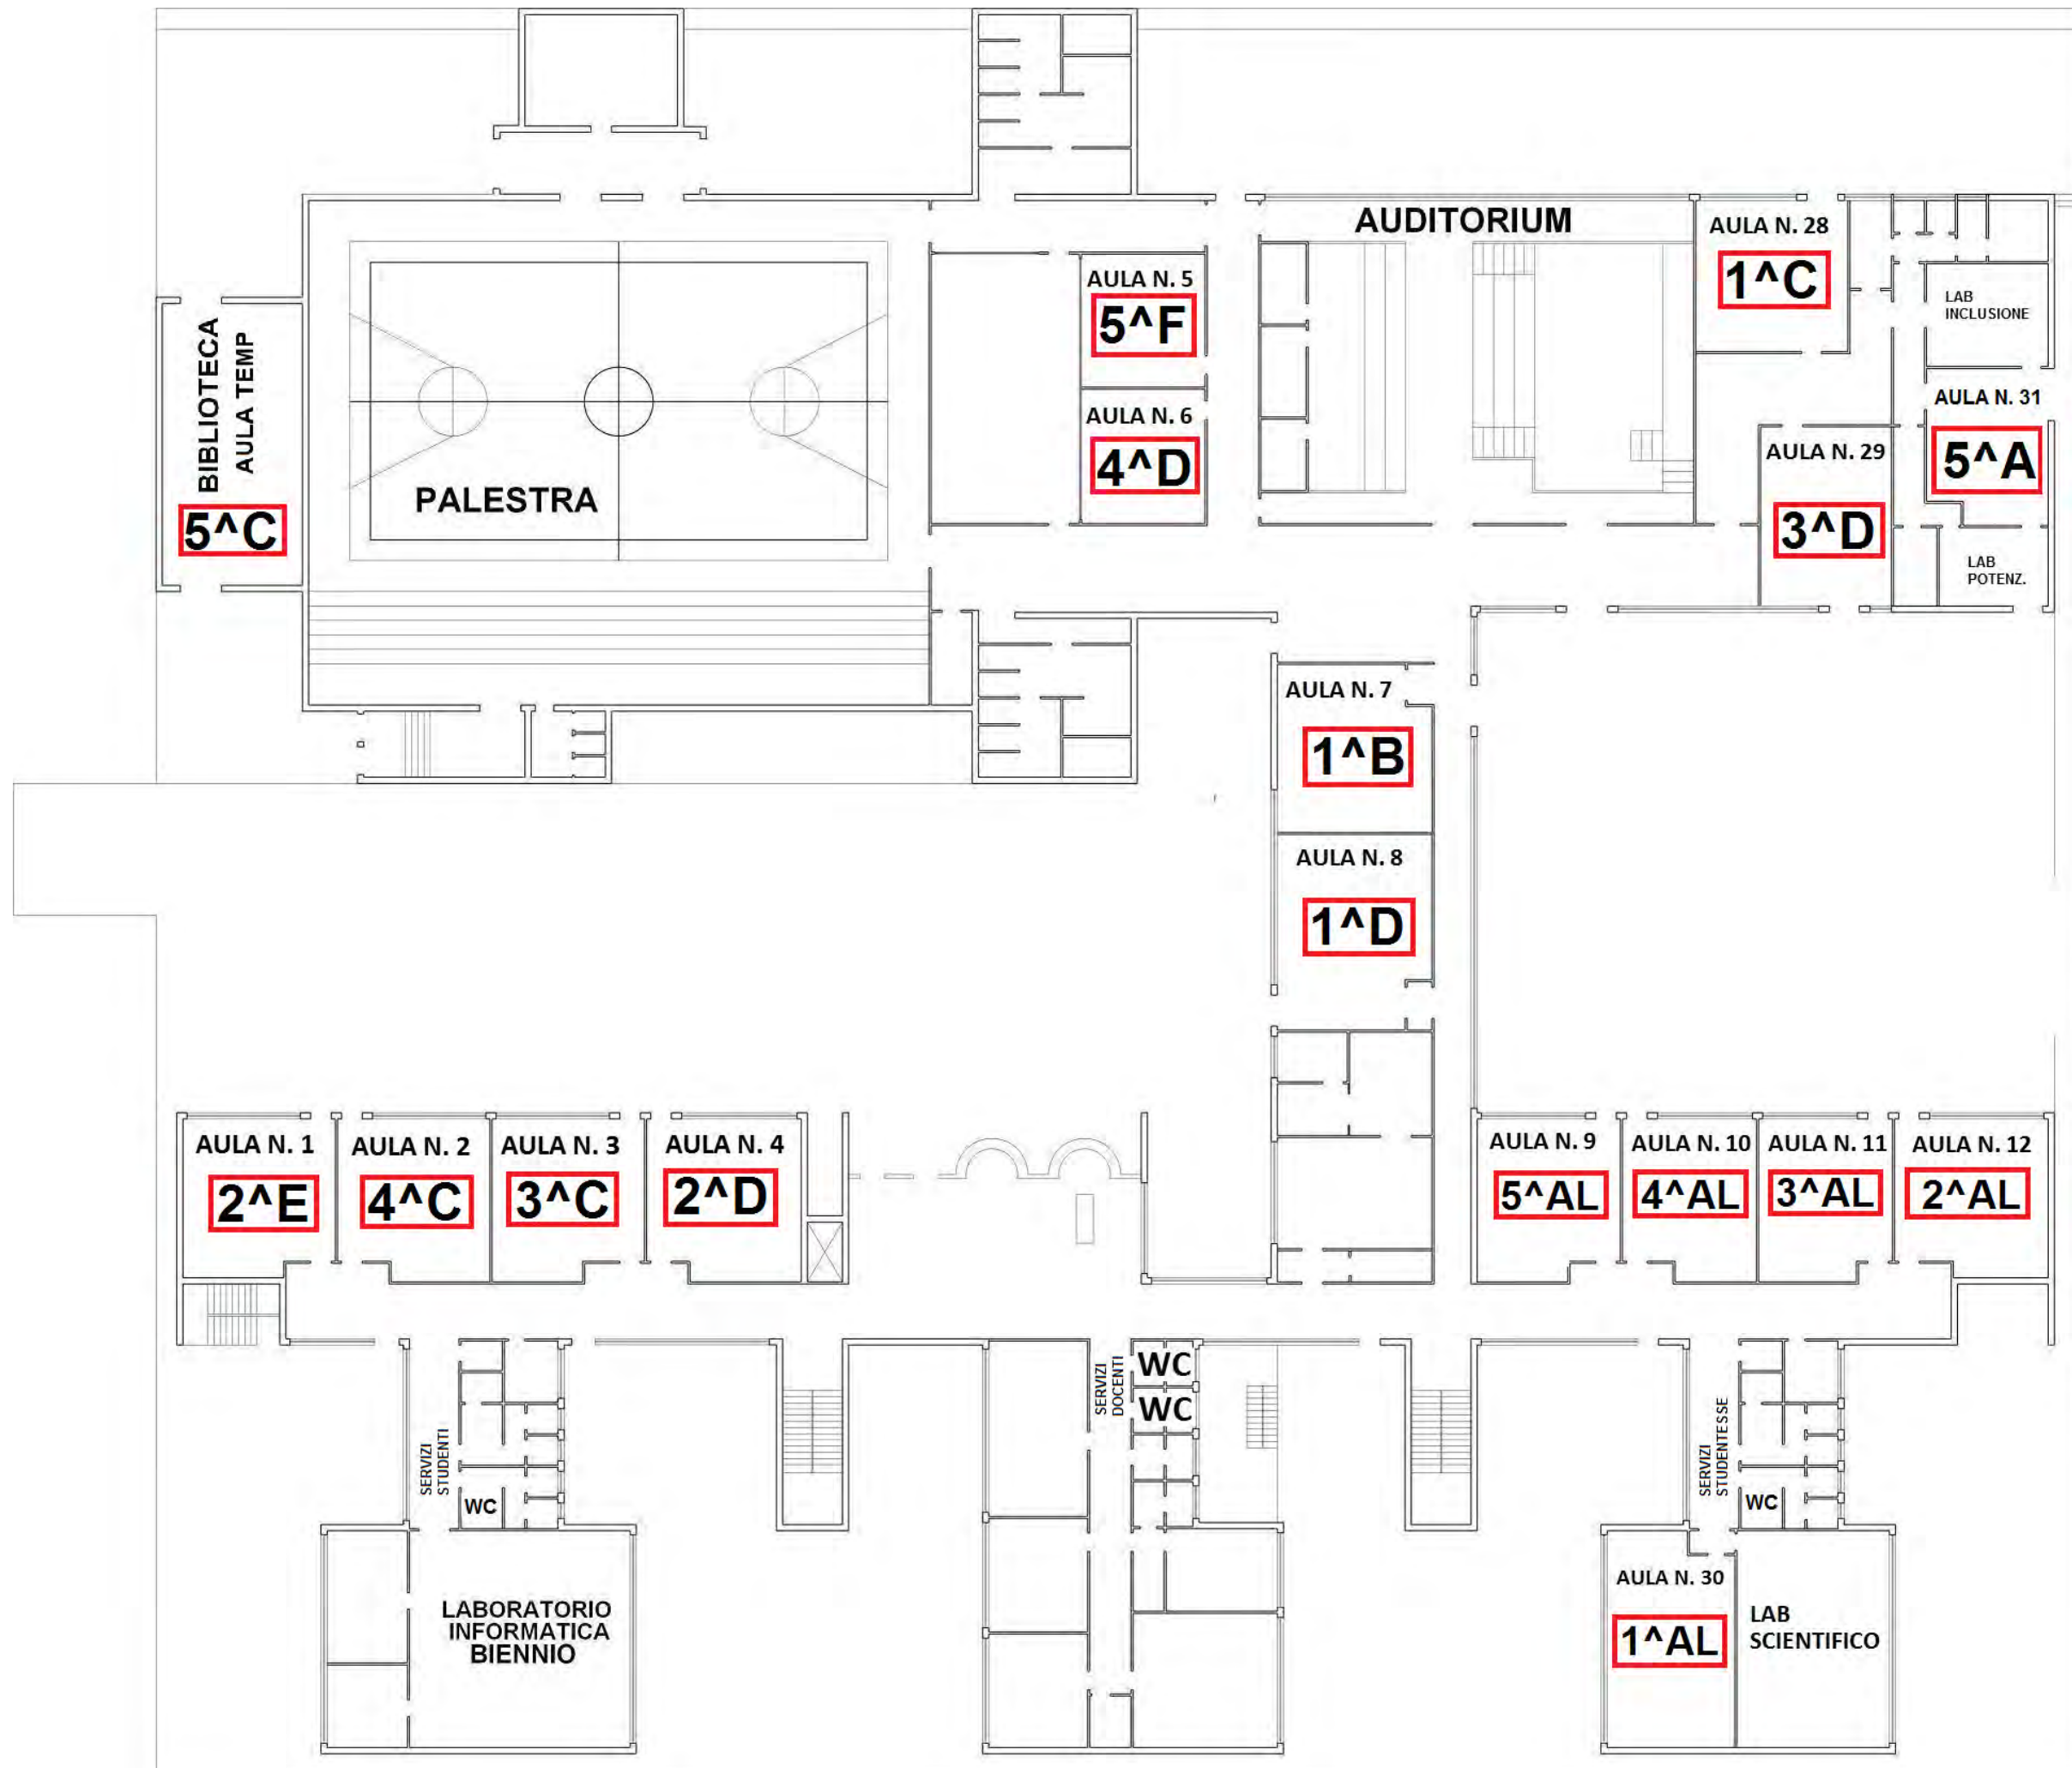 AUDITORIUM
AULA N. 28
1^C
AULA N. 5
5^F
LAB
INCLUSIONE
BIBLIOTECA
AULA TEMP
5^C
PALESTRA
AULA N. 6
4^D
AULA N. 31
5^A
AULA N. 29
3^D
LAB
POTENZ.
AULA N. 7
1^B
AULA N. 8
1^D
AULA N. 1
2^E
AULA N. 2
4^C
AULA N. 3
3^C
AULA N. 4
2^D
AULA N. 9
5^AL
AULA N. 10
4^AL
AULA N. 11
3^AL
AULA N. 12
2^AL
SERVIZI
STUDENTI
WC
SERVIZI
DOCENTI
WC
WC
SERVIZI
STUDENTESSE
WC
LABORATORIO
INFORMATICA
BIENNIO
AULA N. 30
1^AL
LAB
SCIENTIFICO